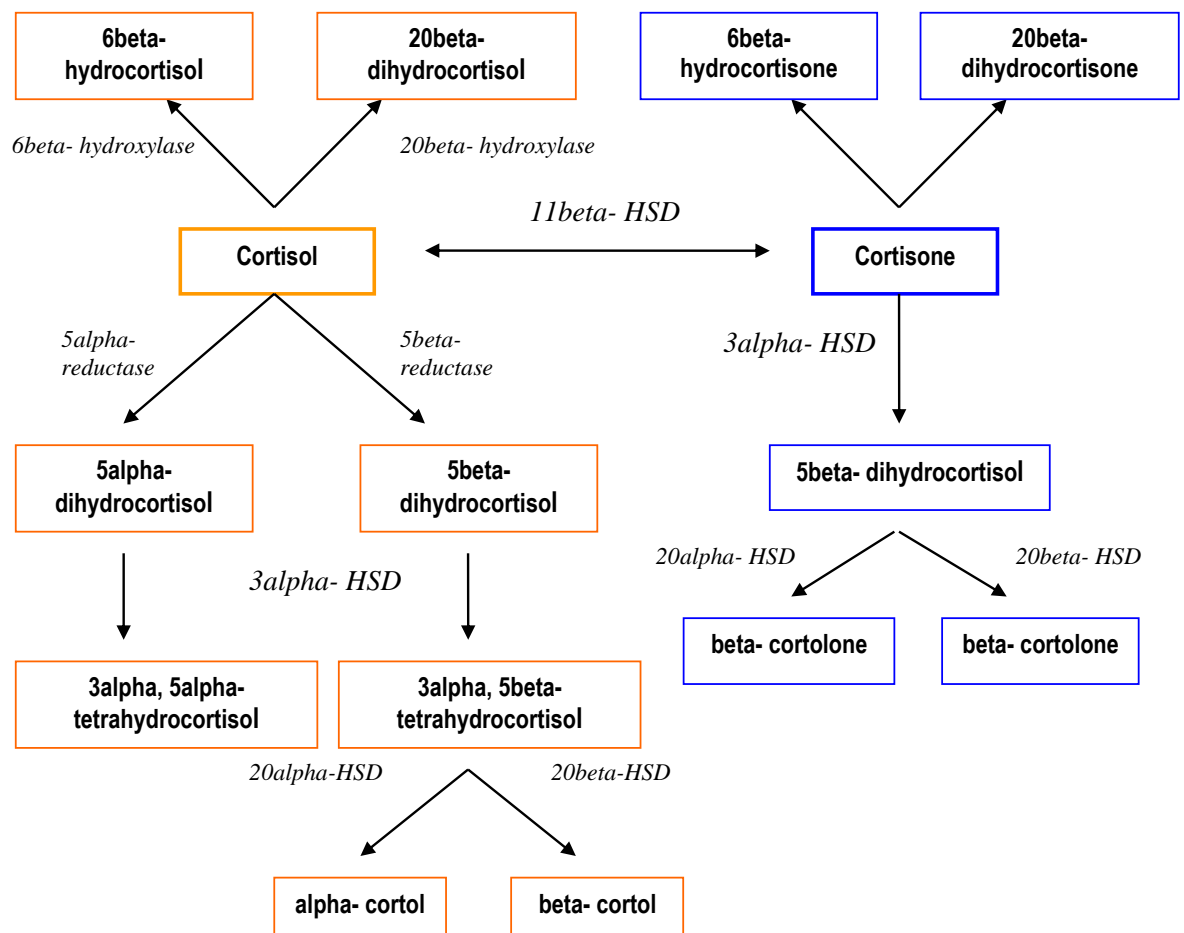 6beta-
hydrocortisol
20beta-
dihydrocortisol
6beta-
hydrocortisone
20beta-
dihydrocortisone
6beta- hydroxylase
20beta- hydroxylase
11beta- HSD
Cortisol
Cortisone
5alpha-
reductase
5beta-
reductase
3alpha- HSD
5alpha-
dihydrocortisol
5beta-
dihydrocortisol
5beta- dihydrocortisol
3alpha- HSD
20alpha- HSD
20beta- HSD
beta- cortolone
beta- cortolone
3alpha, 5alpha-
tetrahydrocortisol
3alpha, 5beta-
tetrahydrocortisol
20alpha-HSD
20beta-HSD
alpha- cortol
beta- cortol